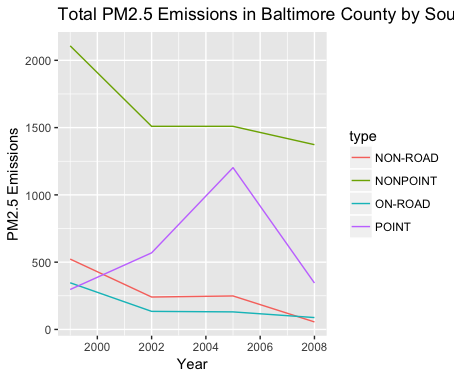 Total PM2.5 Emissions in Baltimore County by Sou
2000
1500
1000
500
0
PM2.5 Emissions
2000 2002 2004 2006 2008
Year
type
NON-ROAD
NONPOINT
ON-ROAD
POINT